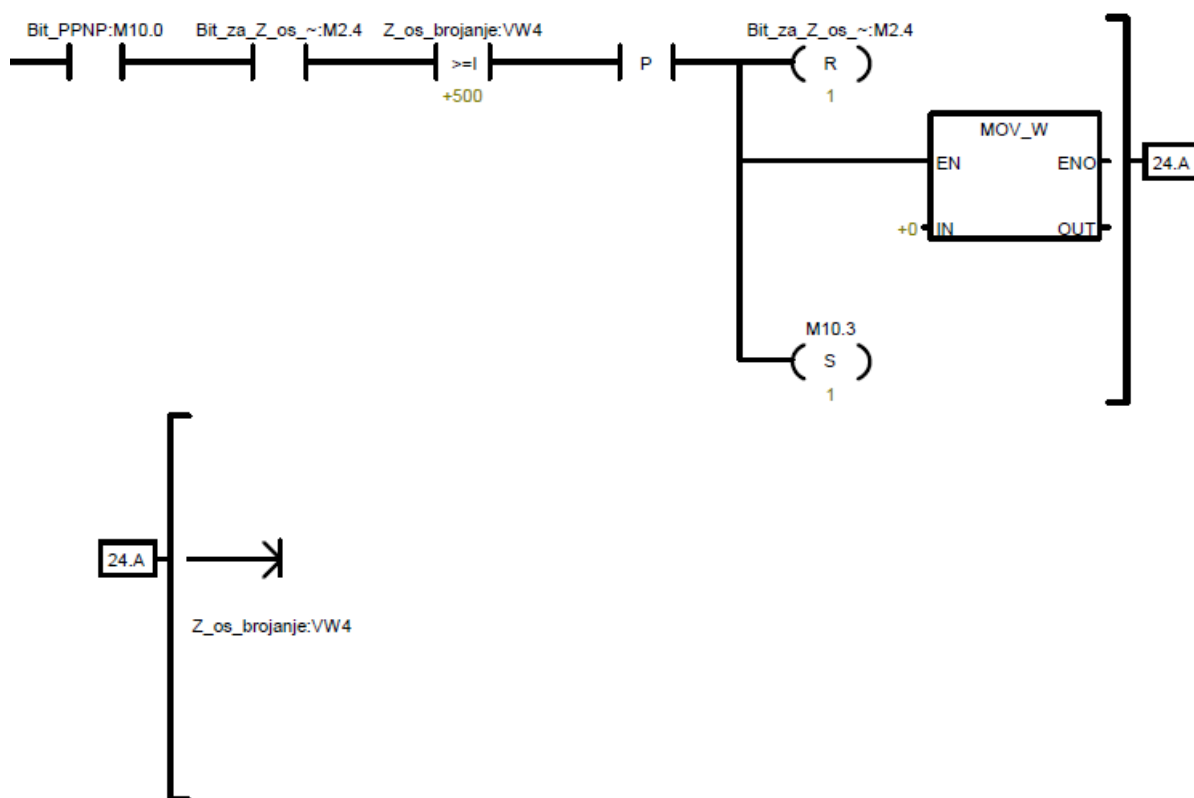 Bit_PPNP:M10.0 Bit_za_Z_os_~:M2.4 Z_os_brojanje:VW4 Bit_za_Z_os_~:M2.4
>=I P R
+500 1
MOV_W
EN ENO 24.A
+0 IN OUT
M10.3
S
1
24.A
Z_os_brojanje:VW4